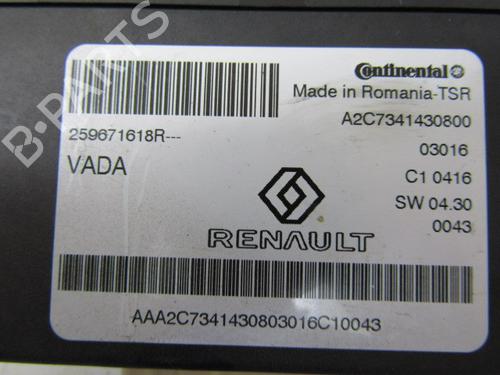 Continental
Made in Romania-TSR
A2C7341430800
259671618R---
03016
VADA
C1 0416
SW 04.30
0043
RENAULT
AAA2C7341430803016C10043
B-PARTS